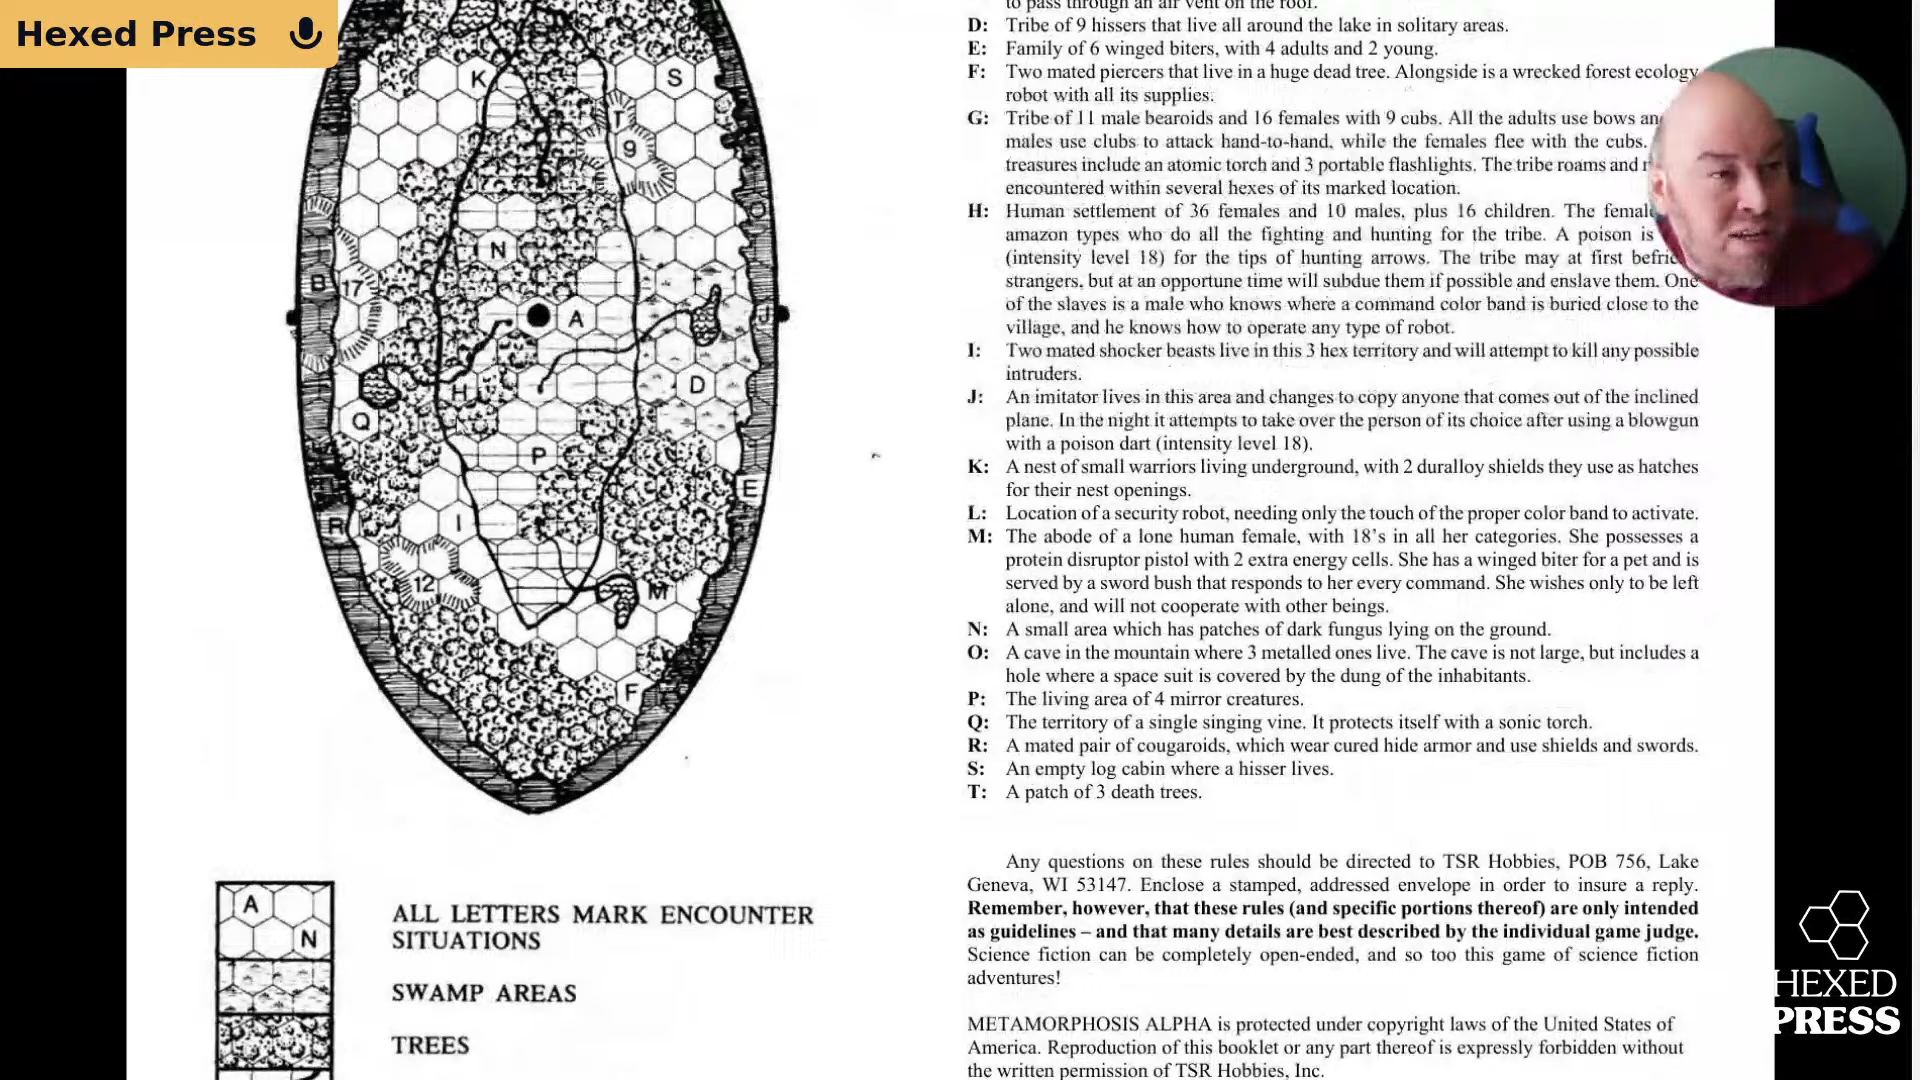 Hexed Press
to pass through an air vent on the roof.
D: Tribe of 9 hissers that live all around the lake in solitary areas.
E: Family of 6 winged biters, with 4 adults and 2 young.
F: Two mated piercers that live in a huge dead tree. Alongside is a wrecked forest ecology
robot with all its supplies.
G: Tribe of 11 male bearoids and 16 females with 9 cubs. All the adults use bows an
males use clubs to attack hand-to-hand, while the females flee with the cubs.
treasures include an atomic torch and 3 portable flashlights. The tribe roams and
encountered within several hexes of its marked location.
H: Human settlement of 36 females and 10 males, plus 16 children. The femal
amazon types who do all the fighting and hunting for the tribe. A poison is
(intensity level 18) for the tips of hunting arrows. The tribe may at first befri
strangers, but at an opportune time will subdue them if possible and enslave them. One
of the slaves is a male who knows where a command color band is buried close to the
village, and he knows how to operate any type of robot.
I: Two mated shocker beasts live in this 3 hex territory and will attempt to kill any possible
intruders.
J: An imitator lives in this area and changes to copy anyone that comes out of the inclined
plane. In the night it attempts to take over the person of its choice after using a blowgun
with a poison dart (intensity level 18).
K: A nest of small warriors living underground, with 2 duralloy shields they use as hatches
for their nest openings.
L: Location of a security robot, needing only the touch of the proper color band to activate.
M: The abode of a lone human female, with 18's in all her categories. She possesses a
protein disruptor pistol with 2 extra energy cells. She has a winged biter for a pet and is
served by a sword bush that responds to her every command. She wishes only to be left
alone, and will not cooperate with other beings.
N: A small area which has patches of dark fungus lying on the ground.
O: A cave in the mountain where 3 metalled ones live. The cave is not large, but includes a
hole where a space suit is covered by the dung of the inhabitants.
P: The living area of 4 mirror creatures.
Q: The territory of a single singing vine. It protects itself with a sonic torch.
R: A mated pair of cougaroids, which wear cured hide armor and use shields and swords.
S: An empty log cabin where a hisser lives.
T: A patch of 3 death trees.
Any questions on these rules should be directed to TSR Hobbies, POB 756, Lake
Geneva, WI 53147. Enclose a stamped, addressed envelope in order to insure a reply.
Remember, however, that these rules (and specific portions thereof) are only intended
as guidelines – and that many details are best described by the individual game judge.
Science fiction can be completely open-ended, and so too this game of science fiction
adventures!
METAMORPHOSIS ALPHA is protected under copyright laws of the United States of
America. Reproduction of this booklet or any part thereof is expressly forbidden without
the written permission of TSR Hobbies, Inc.
K
S
T
9
O
N
B
17
A
J
H
D
Q
P
E
R
I
12
M
F
A
N
ALL LETTERS MARK ENCOUNTER
SITUATIONS
SWAMP AREAS
TREES
HEXED
PRESS